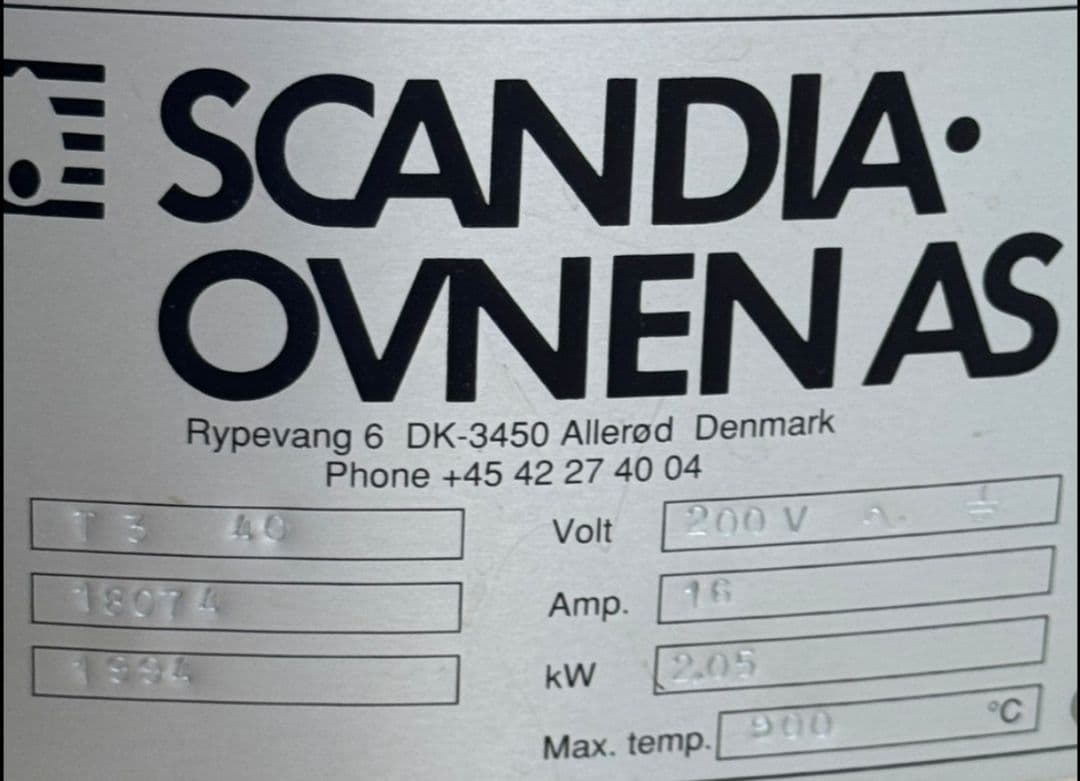 SCANDIA·
OVNEN AS
Rypevang 6 DK-3450 Allerød Denmark
Phone +45 42 27 40 04
T 3 40
Volt 200 V
18074
Amp. 16
1994
kW 2.05
Max. temp. 900 °C